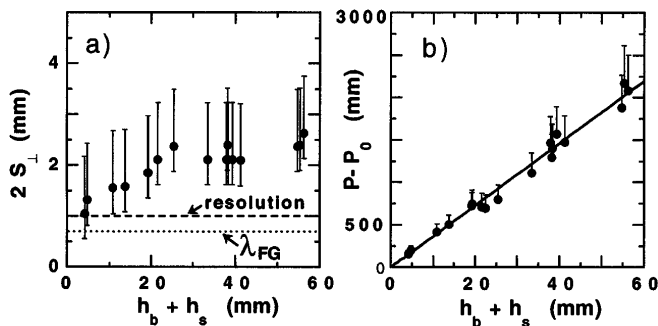 a)
4
2
0
2 S⊥ (mm)
resolution
λFG
0 20 40 60
hb + hs (mm)
b)
3000
500
0
P- P0 (mm)
0 20 40 60
hb + hs (mm)